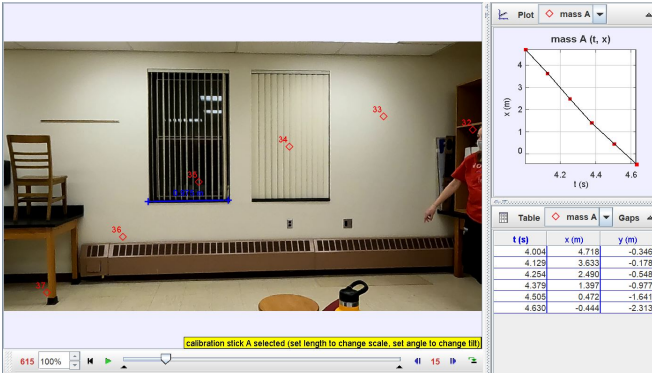 Plot mass A
mass A (t, x)
x (m)
4
3
2
1
0
4.2 4.4 4.6
t (s)
33
32
34
35
36
37
Table mass A Gaps
t (s) x (m) y (m)
4.004 4.718 -0.346
4.129 3.633 -0.178
4.254 2.490 -0.548
4.379 1.397 -0.977
4.505 0.472 -1.641
4.630 -0.444 -2.313
calibration stick A selected (set length to change scale, set angle to change tilt)
615 100% 15